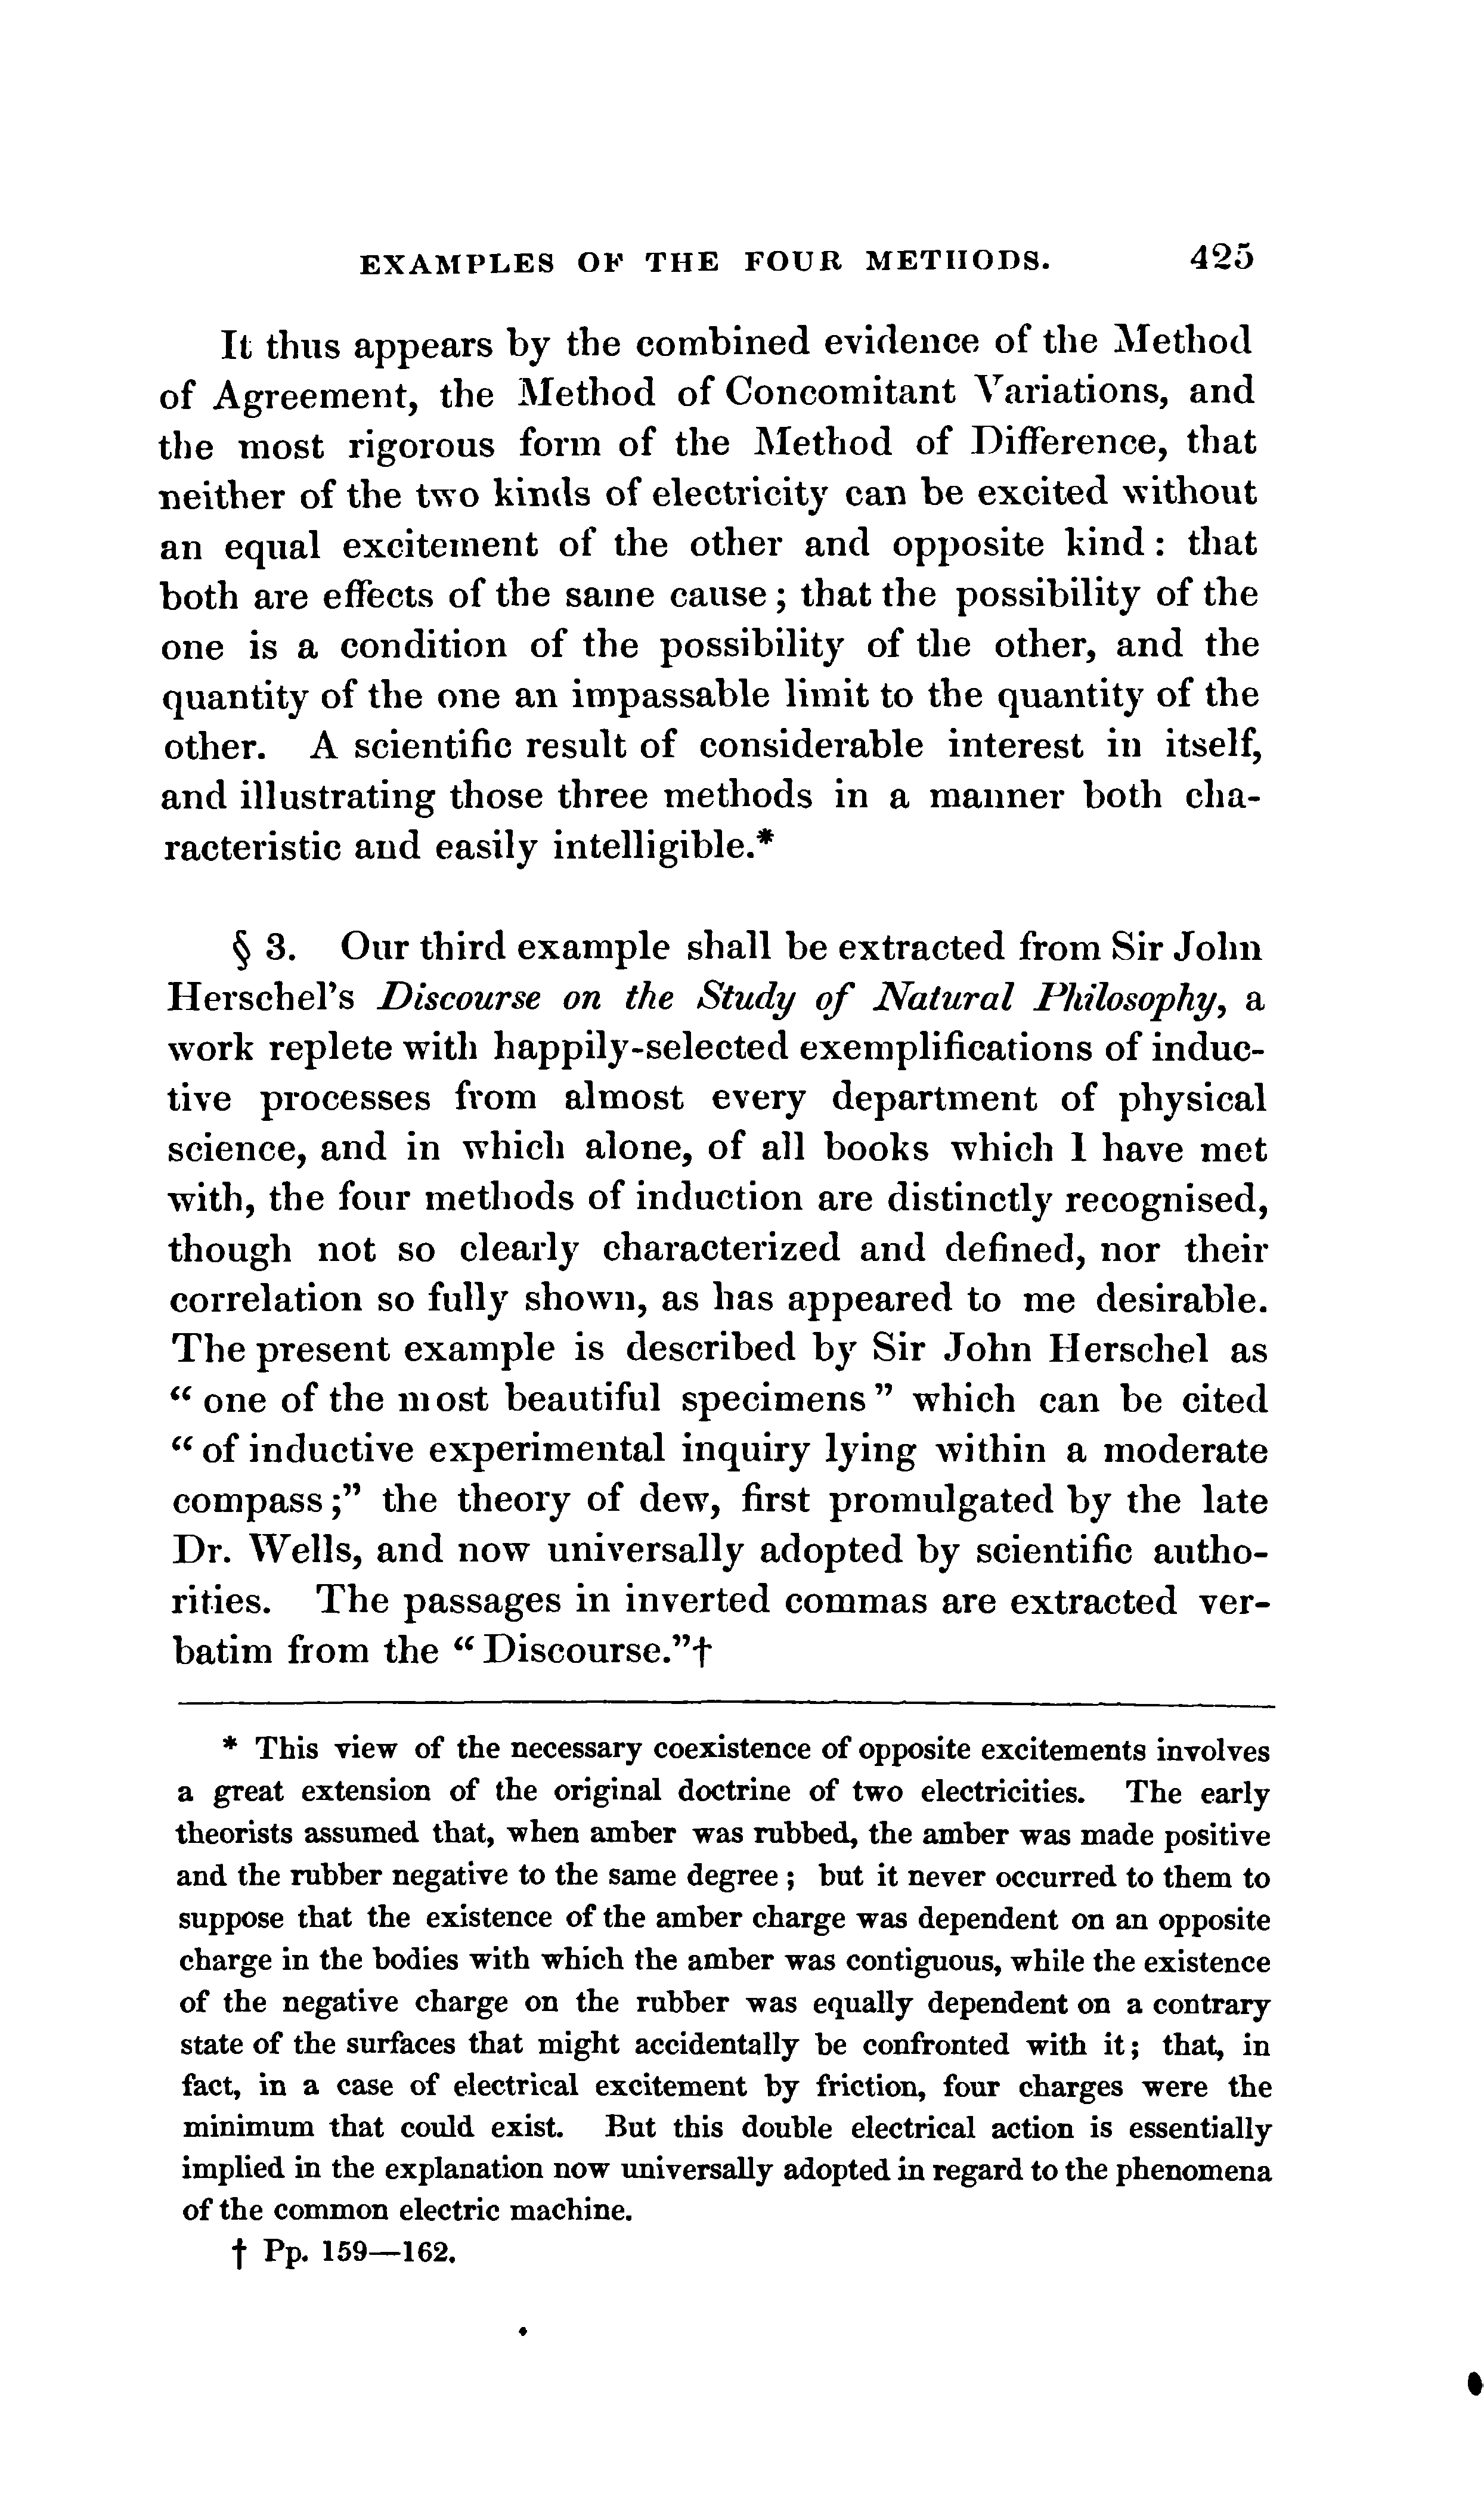 EXAMPLES OF THE FOUR METHODS. 425
It thus appears by the combined evidence of the Method
of Agreement, the Method of Concomitant Variations, and
the most rigorous form of the Method of Difference, that
neither of the two kinds of electricity can be excited without
an equal excitement of the other and opposite kind : that
both are effects of the same cause ; that the possibility of the
one is a condition of the possibility of the other, and the
quantity of the one an impassable limit to the quantity of the
other. A scientific result of considerable interest in itself,
and illustrating those three methods in a manner both cha-
racteristic and easily intelligible.*
§ 3. Our third example shall be extracted from Sir John
Herschel's Discourse on the Study of Natural Philosophy, a
work replete with happily-selected exemplifications of induc-
tive processes from almost every department of physical
science, and in which alone, of all books which I have met
with, the four methods of induction are distinctly recognised,
though not so clearly characterized and defined, nor their
correlation so fully shown, as has appeared to me desirable.
The present example is described by Sir John Herschel as
“ one of the most beautiful specimens ” which can be cited
“ of inductive experimental inquiry lying within a moderate
compass ;” the theory of dew, first promulgated by the late
Dr. Wells, and now universally adopted by scientific autho-
rities. The passages in inverted commas are extracted ver-
batim from the “ Discourse.”†
* This view of the necessary coexistence of opposite excitements involves
a great extension of the original doctrine of two electricities. The early
theorists assumed that, when amber was rubbed, the amber was made positive
and the rubber negative to the same degree ; but it never occurred to them to
suppose that the existence of the amber charge was dependent on an opposite
charge in the bodies with which the amber was contiguous, while the existence
of the negative charge on the rubber was equally dependent on a contrary
state of the surfaces that might accidentally be confronted with it ; that, in
fact, in a case of electrical excitement by friction, four charges were the
minimum that could exist. But this double electrical action is essentially
implied in the explanation now universally adopted in regard to the phenomena
of the common electric machine.
† Pp. 159—162.